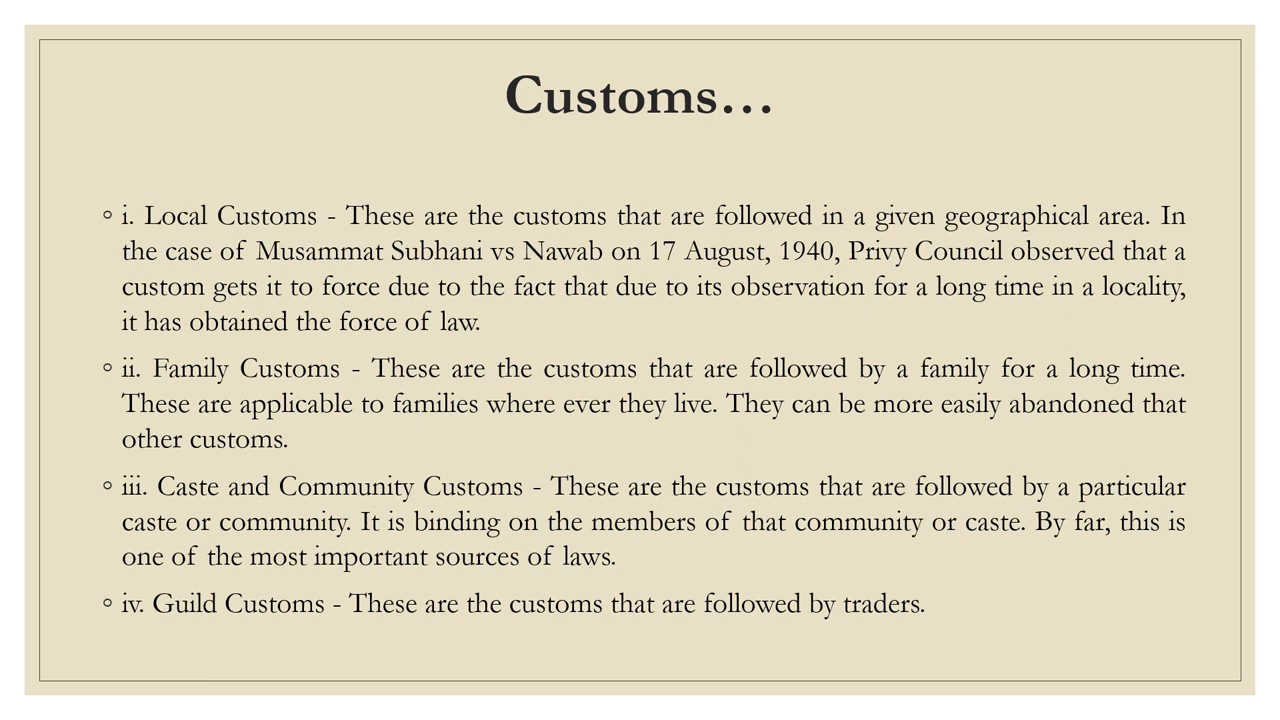 Customs…
◦ i. Local Customs - These are the customs that are followed in a given geographical area. In
the case of Musammat Subhani vs Nawab on 17 August, 1940, Privy Council observed that a
custom gets it to force due to the fact that due to its observation for a long time in a locality,
it has obtained the force of law.
◦ ii. Family Customs - These are the customs that are followed by a family for a long time.
These are applicable to families where ever they live. They can be more easily abandoned that
other customs.
◦ iii. Caste and Community Customs - These are the customs that are followed by a particular
caste or community. It is binding on the members of that community or caste. By far, this is
one of the most important sources of laws.
◦ iv. Guild Customs - These are the customs that are followed by traders.